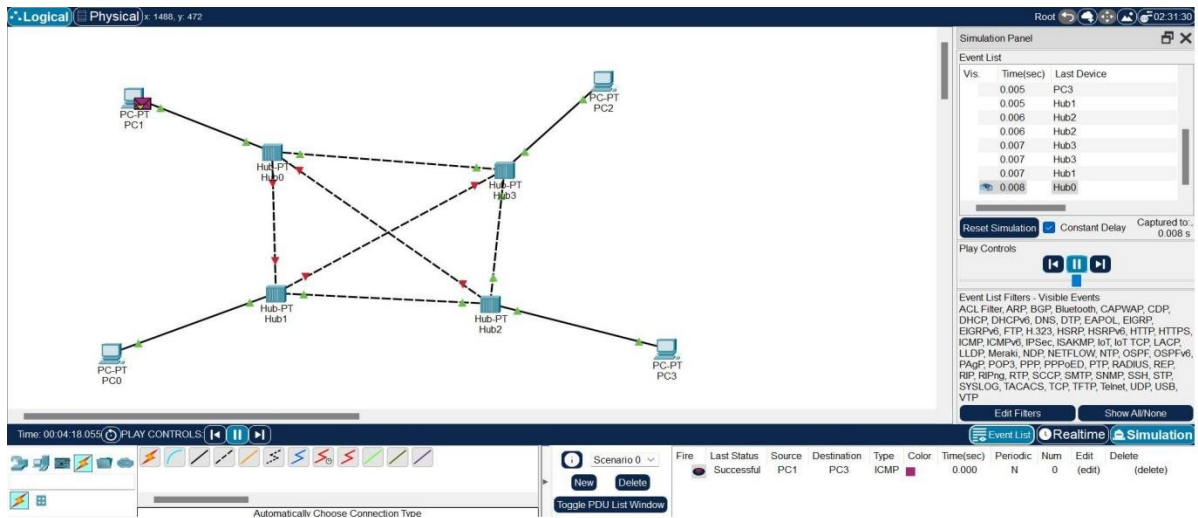 Logical Physical x: 1488, y: 472 Root 02:31:30
PC-PT
PC1
PC-PT
PC2
Hub-PT
Hub0
Hub-PT
Hub3
Hub-PT
Hub1
Hub-PT
Hub2
PC-PT
PC0
PC-PT
PC3
Simulation Panel
Event List
Vis. Time(sec) Last Device
0.005 PC3
0.005 Hub1
0.006 Hub2
0.006 Hub2
0.007 Hub3
0.007 Hub3
0.007 Hub1
0.008 Hub0
Reset Simulation Constant Delay Captured to:
0.008 s
Play Controls
Event List Filters - Visible Events
ACL Filter, ARP, BGP, Bluetooth, CAPWAP, CDP,
DHCP, DHCPv6, DNS, DTP, EAPOL, EIGRP,
EIGRPv6, FTP, H.323, HSRP, HSRPv6, HTTP, HTTPS,
ICMP, ICMPv6, IPSec, ISAKMP, IoT, IoT TCP, LACP,
LLDP, Meraki, NDP, NETFLOW, NTP, OSPF, OSPFv6,
PAgP, POP3, PPP, PPPoED, PTP, RADIUS, REP,
RIP, RIPng, RTP, SCCP, SMTP, SNMP, SSH, STP,
SYSLOG, TACACS, TCP, TFTP, Telnet, UDP, USB,
VTP
Edit Filters Show All/None
Time: 00:04:18.055 PLAY CONTROLS: Event List Realtime Simulation
Automatically Choose Connection Type
Scenario 0
New Delete
Toggle PDU List Window
Fire Last Status Source Destination Type Color Time(sec) Periodic Num Edit Delete
Successful PC1 PC3 ICMP 0.000 N 0 (edit) (delete)